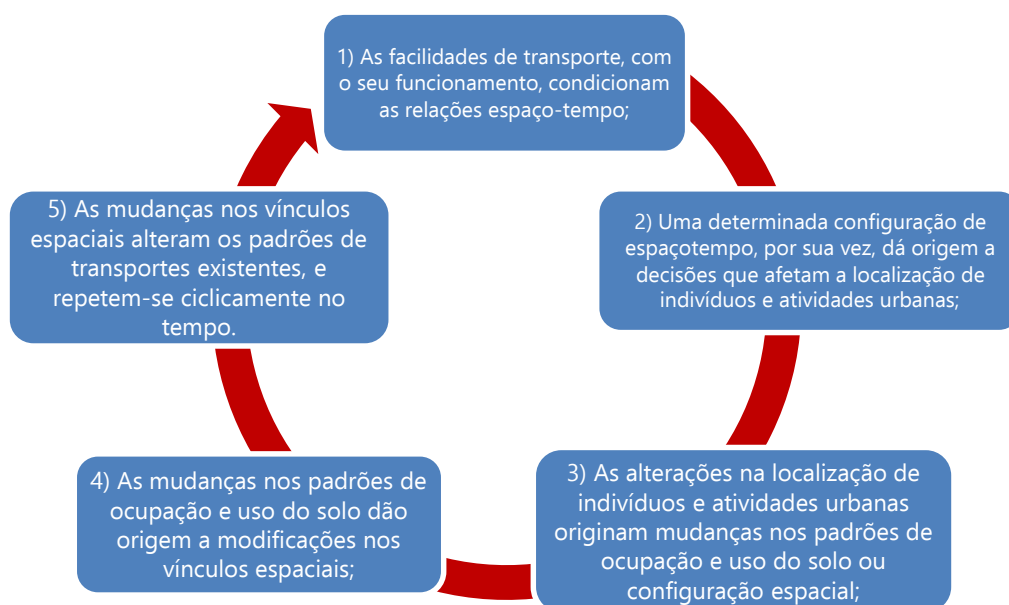 1) As facilidades de transporte, com
o seu funcionamento, condicionam
as relações espaço-tempo;
2) Uma determinada configuração de
espaçotempo, por sua vez, dá origem a
decisões que afetam a localização de
indivíduos e atividades urbanas;
3) As alterações na localização de
indivíduos e atividades urbanas
originam mudanças nos padrões de
ocupação e uso do solo ou
configuração espacial;
4) As mudanças nos padrões de
ocupação e uso do solo dão
origem a modificações nos
vínculos espaciais;
5) As mudanças nos vínculos
espaciais alteram os padrões de
transportes existentes, e
repetem-se ciclicamente no
tempo.